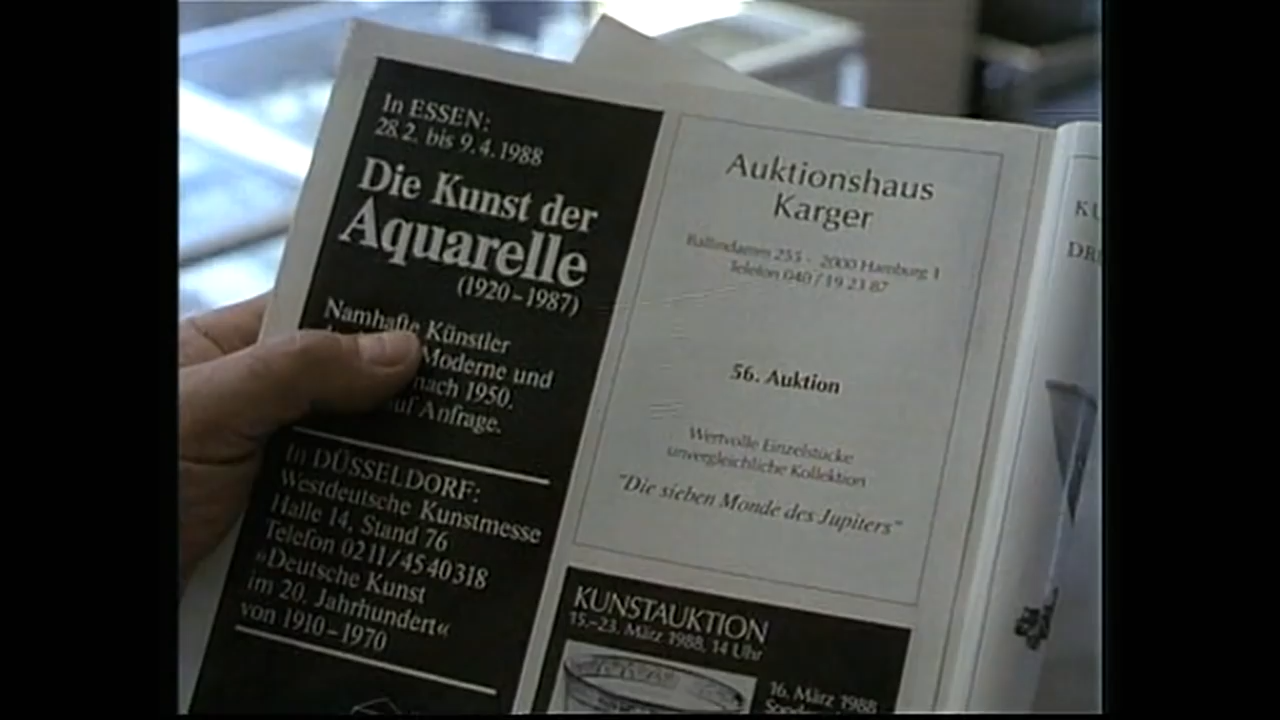 In ESSEN:
28.2. bis 9.4.1988
Die Kunst der
Aquarelle
(1920–1987)
Namhafte Künstler
Moderne und
nach 1950.
auf Anfrage.
In DÜSSELDORF:
Westdeutsche Kunstmesse
Halle 14, Stand 76
Telefon 0211/4540318
»Deutsche Kunst
im 20. Jahrhundert«
von 1910–1970
Auktionshaus
Karger
Ballindamm 255 · 2000 Hamburg 1
Telefon 040/19 23 87
56. Auktion
Wertvolle Einzelstücke
unvergleichliche Kollektion
"Die sieben Monde des Jupiters"
KUNSTAUKTION
15.–23. März 1988, 14 Uhr
16. März 1988